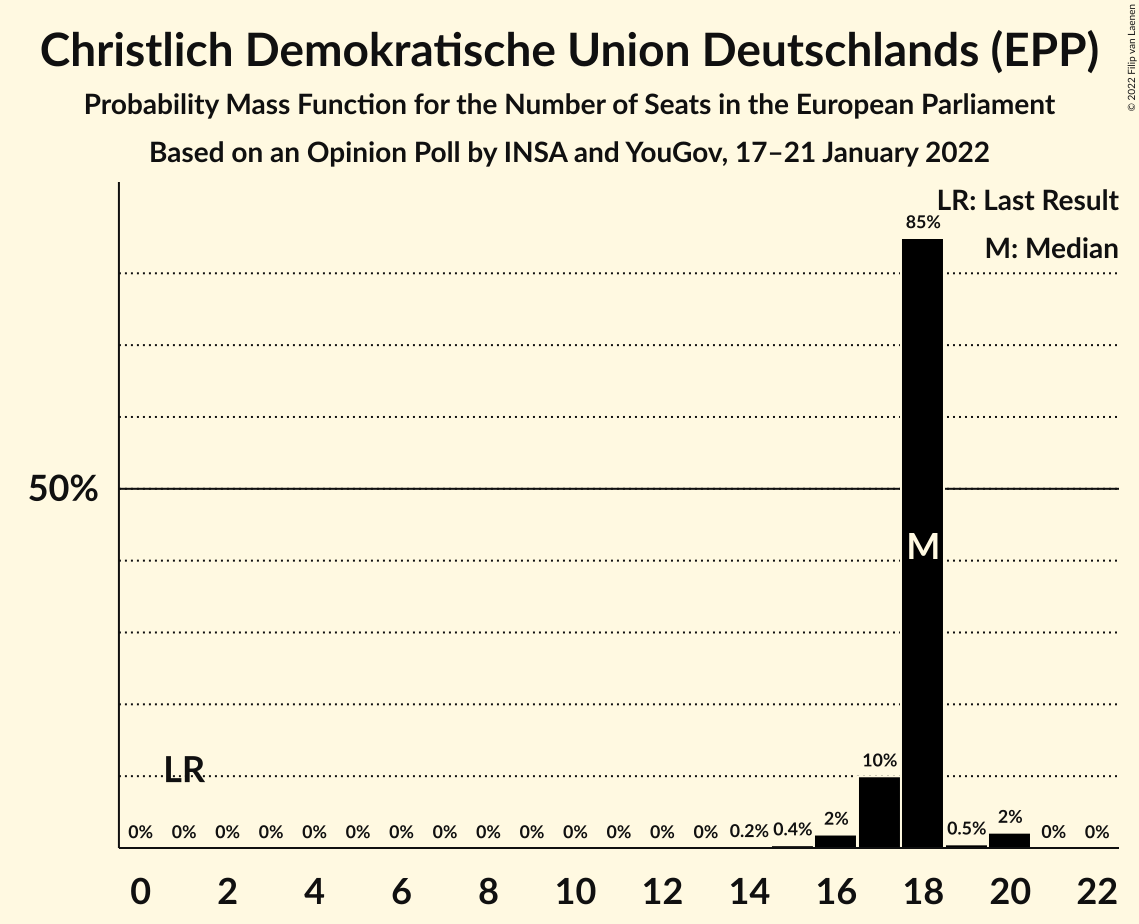 Christlich Demokratische Union Deutschlands (EPP)
Probability Mass Function for the Number of Seats in the European Parliament
Based on an Opinion Poll by INSA and YouGov, 17–21 January 2022
© 2022 Filip van Laenen
LR: Last Result
85%
M: Median
50%
M
LR
10%
0% 0% 0% 0% 0% 0% 0% 0% 0% 0% 0% 0% 0% 0% 0.2% 0.4% 2% 0.5% 2% 0% 0%
0 2 4 6 8 10 12 14 16 18 20 22